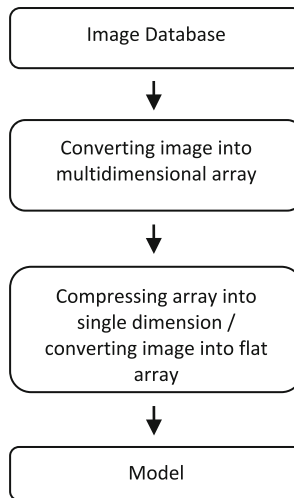 Image Database
Converting image into
multidimensional array
Compressing array into
single dimension /
converting image into flat
array
Model